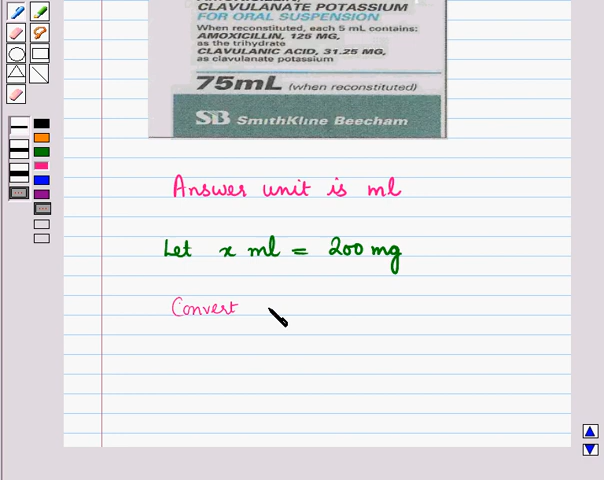 CLAVULANATE POTASSIUM
FOR ORAL SUSPENSION
When reconstituted, each 5 mL contains:
AMOXICILLIN, 125 MG,
as the trihydrate
CLAVULANIC ACID, 31.25 MG,
as clavulanate potassium
75mL (when reconstituted)
SB SmithKline Beecham
Answer unit is ml
Let x ml = 200 mg
Convert